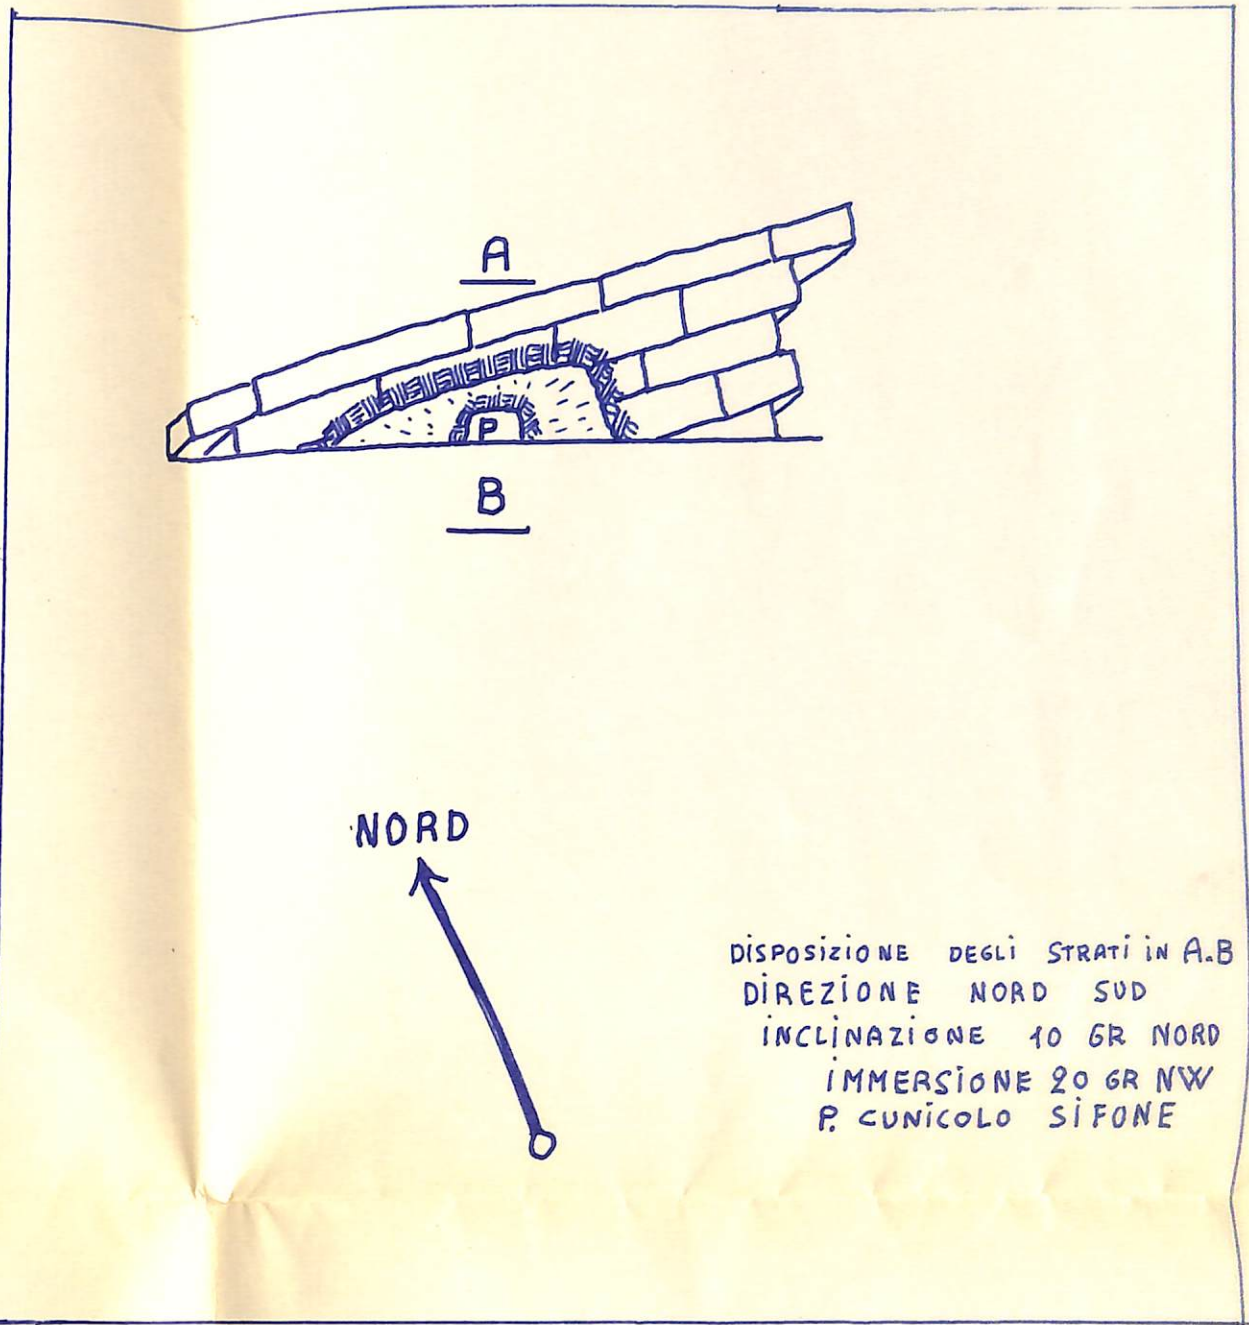 A
P
B
NORD
DISPOSIZIONE DEGLI STRATI IN A.B
DIREZIONE NORD SUD
INCLINAZIONE 10 GR NORD
IMMERSIONE 20 GR NW
P. CUNICOLO SIFONE